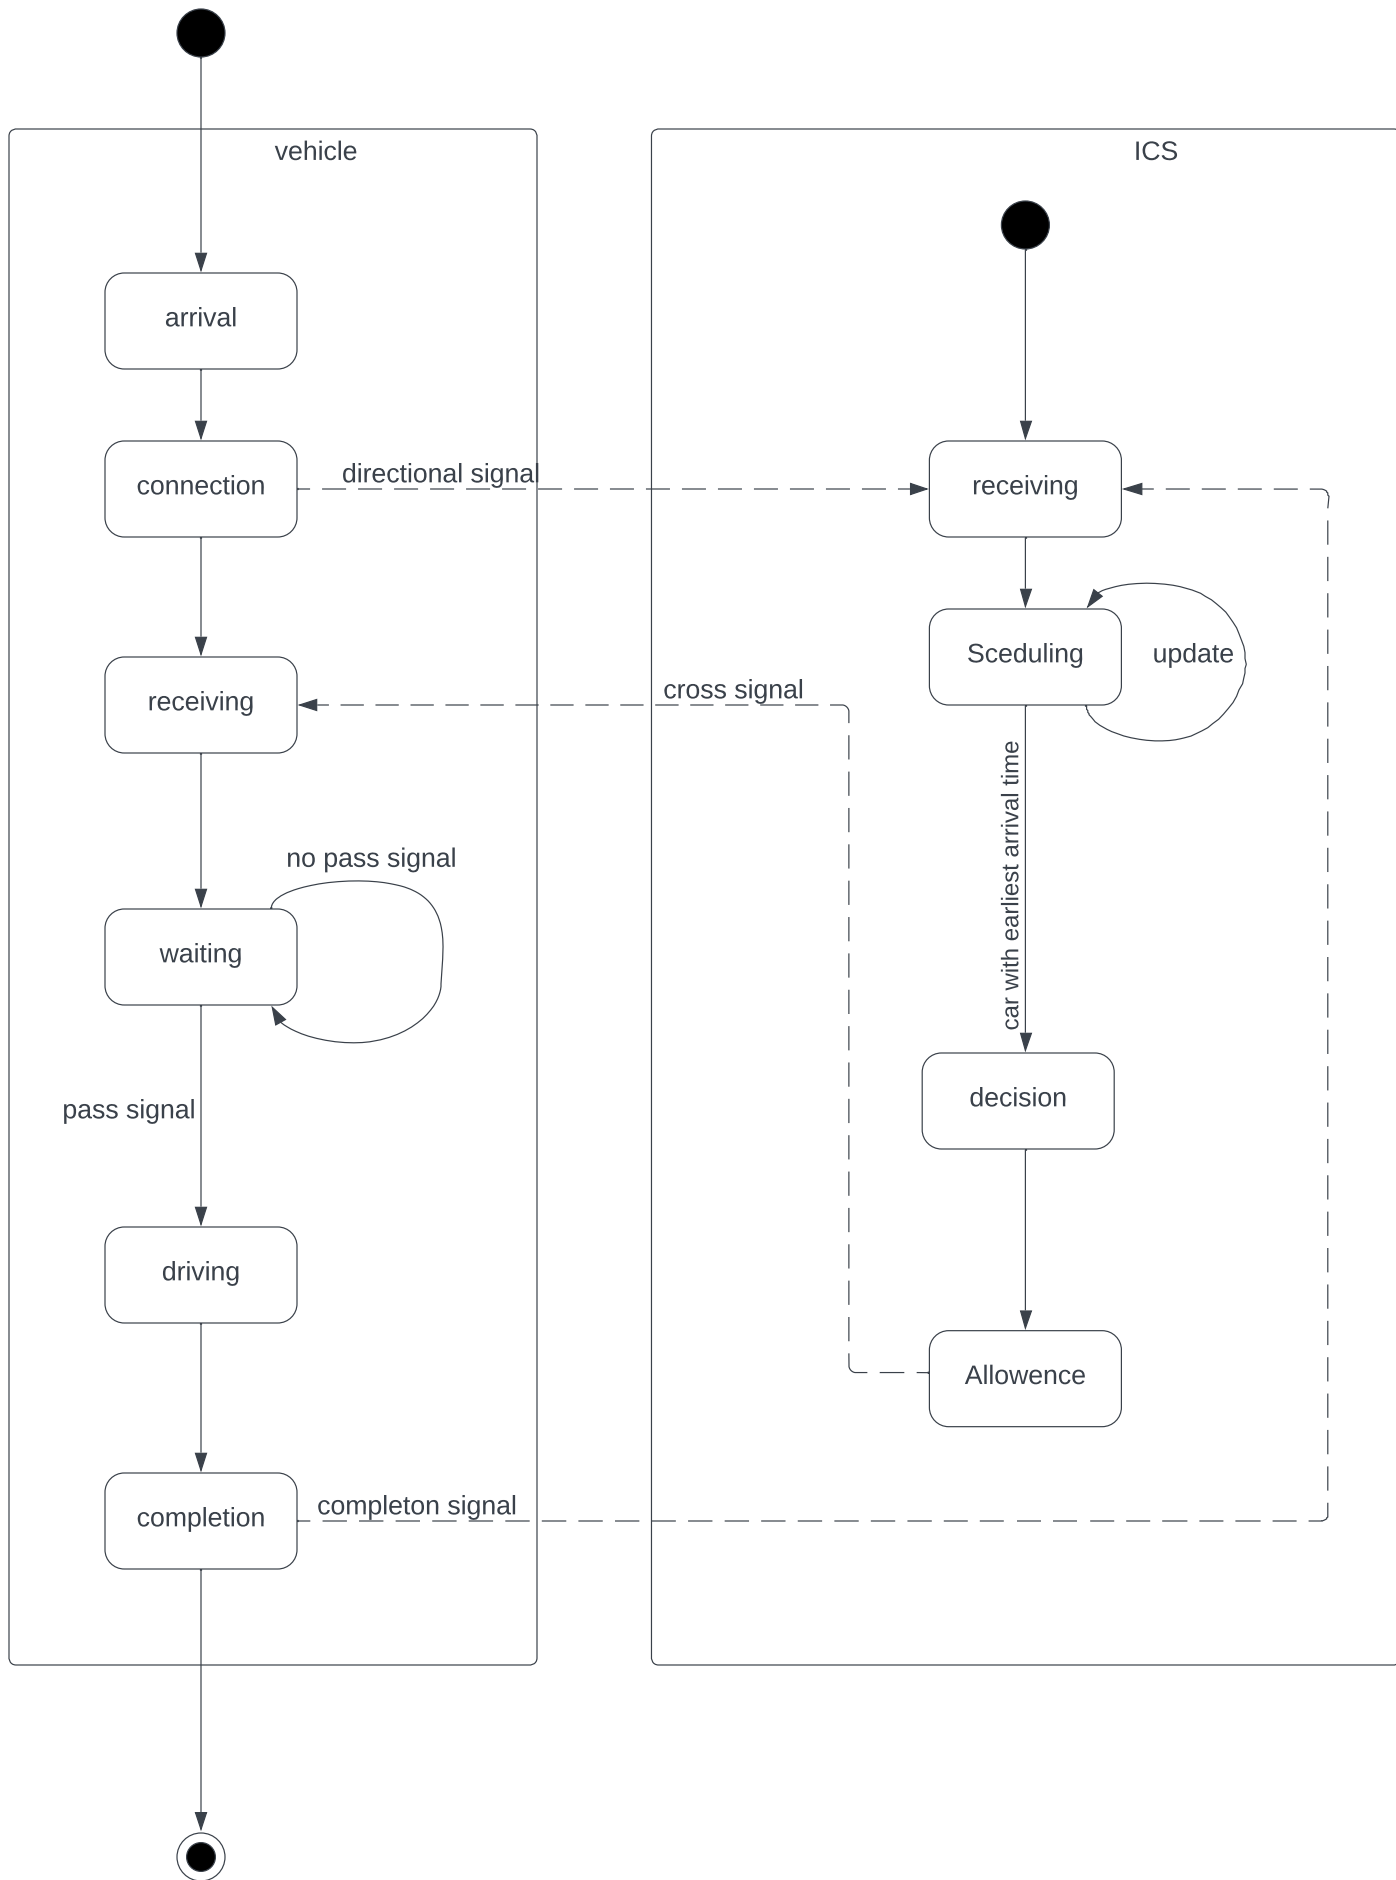 vehicle
ICS
arrival
connection
directional signal
receiving
Sceduling
update
receiving
cross signal
car with earliest arrival time
no pass signal
waiting
pass signal
decision
driving
Allowence
completion
completon signal